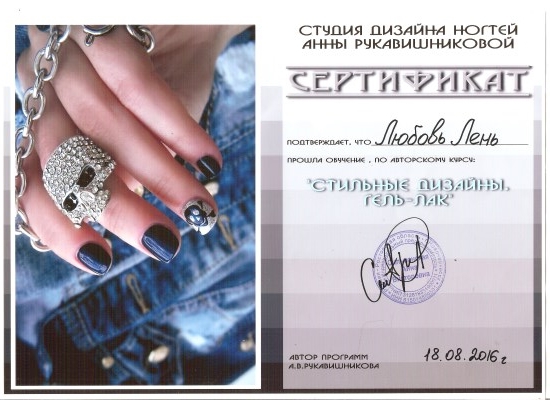 СТУДИЯ ДИЗАЙНА НОГТЕЙ
АННЫ РУКАВИШНИКОВОЙ
СЕРТИФИКАТ
ПОДТВЕРЖДАЕТ, ЧТО Любовь Лень
ПРОШЛА ОБУЧЕНИЕ , ПО АВТОРСКОМУ КУРСУ:
"СТИЛЬНЫЕ ДИЗАЙНЫ.
ГЕЛЬ-ЛАК"
АВТОР ПРОГРАММ
А.В.РУКАВИШНИКОВА
18.08.2016г